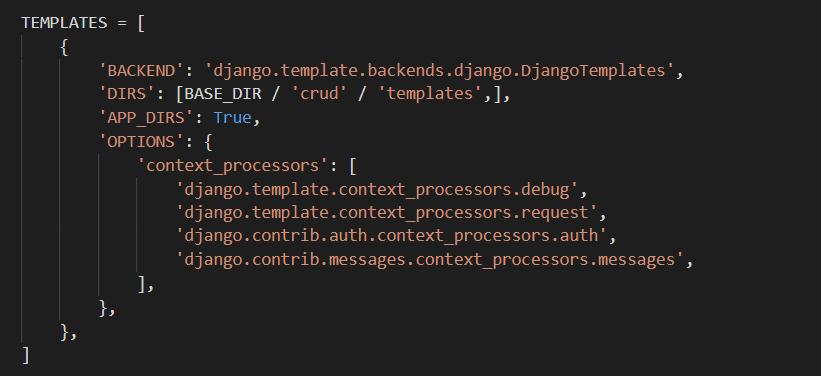 TEMPLATES = [
    {
        'BACKEND': 'django.template.backends.django.DjangoTemplates',
        'DIRS': [BASE_DIR / 'crud' / 'templates',],
        'APP_DIRS': True,
        'OPTIONS': {
            'context_processors': [
                'django.template.context_processors.debug',
                'django.template.context_processors.request',
                'django.contrib.auth.context_processors.auth',
                'django.contrib.messages.context_processors.messages',
            ],
        },
    },
]